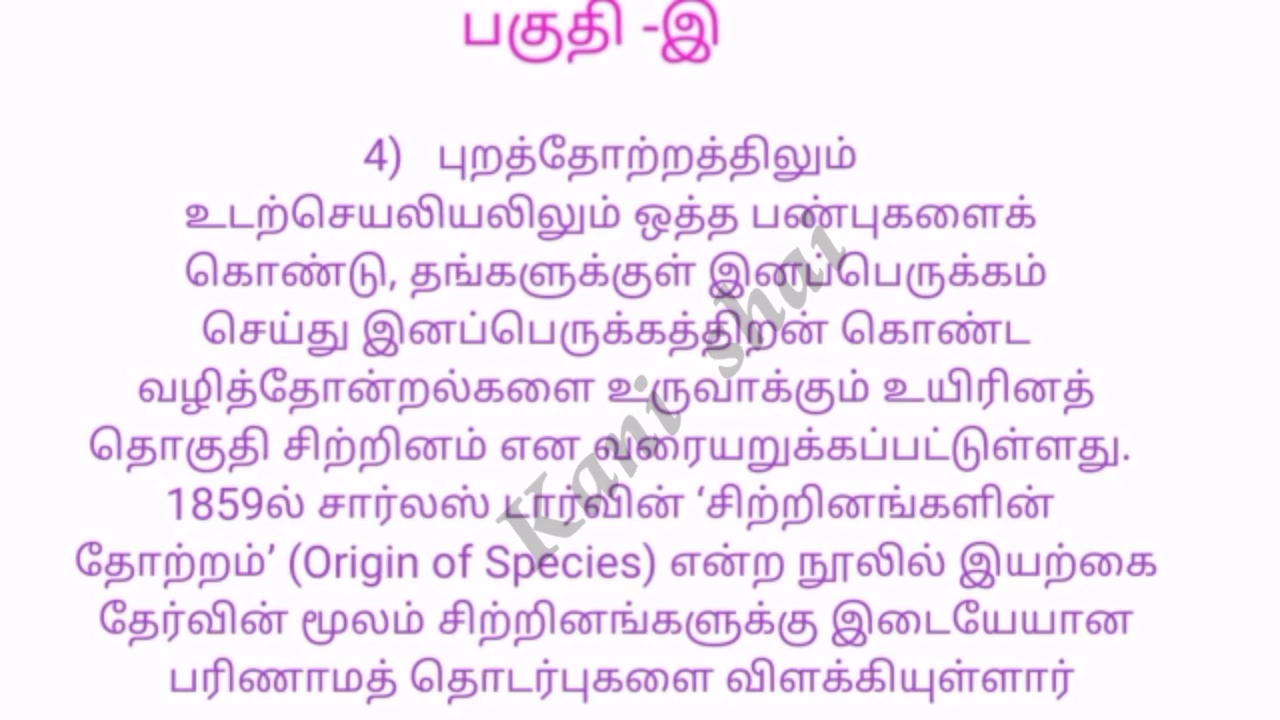 பகுதி -இ
4) புறத்தோற்றத்திலும்
உடற்செயலியலிலும் ஒத்த பண்புகளைக்
கொண்டு, தங்களுக்குள் இனப்பெருக்கம்
செய்து இனப்பெருக்கத்திறன் கொண்ட
வழித்தோன்றல்களை உருவாக்கும் உயிரினத்
தொகுதி சிற்றினம் என வரையறுக்கப்பட்டுள்ளது.
1859ல் சார்லஸ் டார்வின் ‘சிற்றினங்களின்
தோற்றம்’ (Origin of Species) என்ற நூலில் இயற்கை
தேர்வின் மூலம் சிற்றினங்களுக்கு இடையேயான
பரிணாமத் தொடர்புகளை விளக்கியுள்ளார்
Kani shai